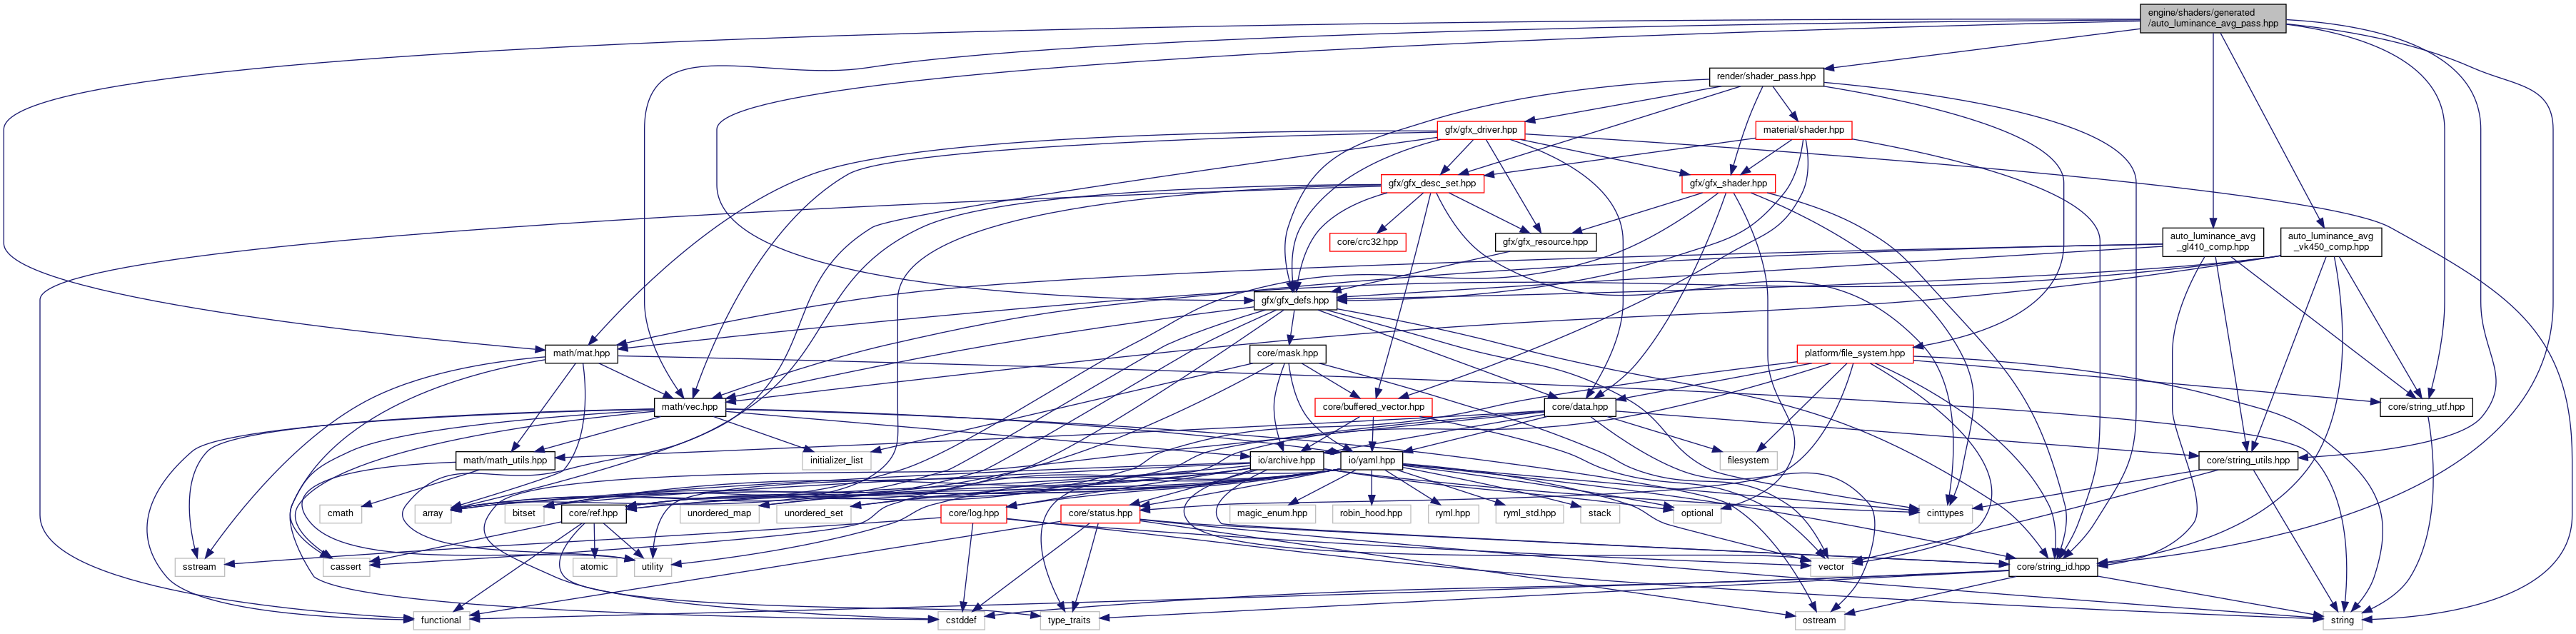 engine/shaders/generated
/auto_luminance_avg_pass.hpp
render/shader_pass.hpp
gfx/gfx_driver.hpp
material/shader.hpp
gfx/gfx_desc_set.hpp
gfx/gfx_shader.hpp
core/crc32.hpp
gfx/gfx_resource.hpp
auto_luminance_avg
_gl410_comp.hpp
auto_luminance_avg
_vk450_comp.hpp
gfx/gfx_defs.hpp
math/mat.hpp
core/mask.hpp
platform/file_system.hpp
math/vec.hpp
core/buffered_vector.hpp
core/data.hpp
core/string_utf.hpp
math/math_utils.hpp
initializer_list
io/archive.hpp
io/yaml.hpp
filesystem
core/string_utils.hpp
cmath
array
bitset
core/ref.hpp
unordered_map
unordered_set
core/log.hpp
core/status.hpp
magic_enum.hpp
robin_hood.hpp
ryml.hpp
ryml_std.hpp
stack
optional
cinttypes
sstream
cassert
atomic
utility
vector
core/string_id.hpp
functional
cstddef
type_traits
ostream
string